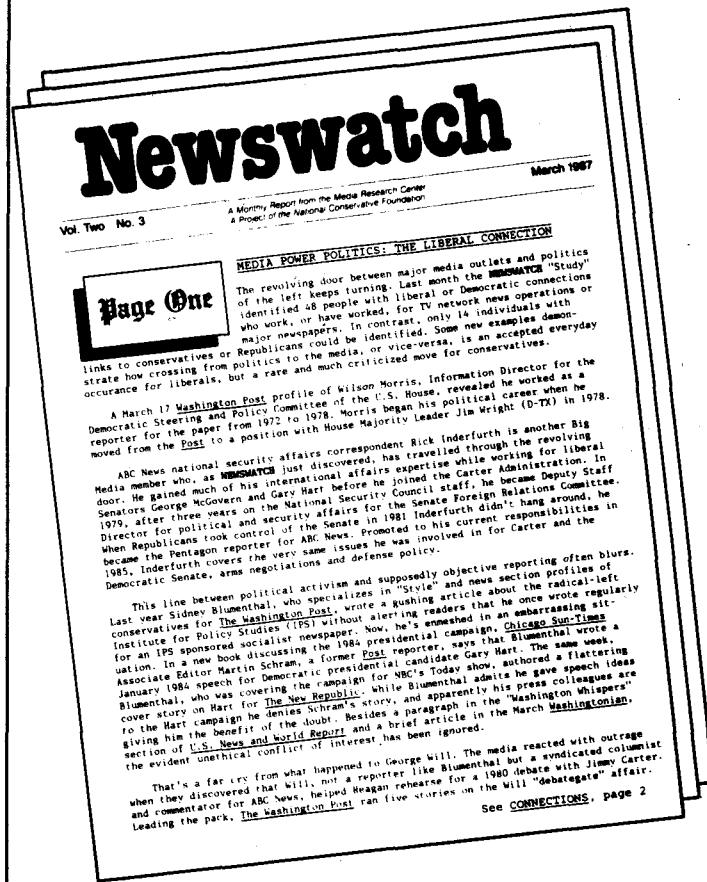 Newswatch
Vol. Two No. 3
A Monthly Report from the Media Research Center
A Project of the National Conservative Foundation
March 1987
Page One
MEDIA POWER POLITICS: THE LIBERAL CONNECTION
The revolving door between major media outlets and politics
of the left keeps turning. Last month the NEWSWATCH "Study"
identified 48 people with liberal or Democratic connections
who work, or have worked, for TV network news operations or
major newspapers. In contrast, only 14 individuals with
links to conservatives or Republicans could be identified. Some new examples demon-
strate how crossing from politics to the media, or vice-versa, is an accepted everyday
occurance for liberals, but a rare and much criticized move for conservatives.
A March 17 Washington Post profile of Wilson Morris, Information Director for the
Democratic Steering and Policy Committee of the U.S. House, revealed he worked as a
reporter for the paper from 1972 to 1978. Morris began his political career when he
moved from the Post to a position with House Majority Leader Jim Wright (D-TX) in 1978.
ABC News national security affairs correspondent Rick Inderfurth is another Big
Media member who, as NEWSWATCH just discovered, has travelled through the revolving
door. He gained much of his international affairs expertise while working for liberal
Senators George McGovern and Gary Hart before he joined the Carter Administration. In
1979, after three years on the National Security Council staff, he became Deputy Staff
Director for political and security affairs for the Senate Foreign Relations Committee.
When Republicans took control of the Senate in 1981 Inderfurth didn't hang around, he
became the Pentagon reporter for ABC News. Promoted to his current responsibilities in
1985, Inderfurth covers the very same issues he was involved in for Carter and the
Democratic Senate, arms negotiations and defense policy.
This line between political activism and supposedly objective reporting often blurs.
Last year Sidney Blumenthal, who specializes in "Style" and news section profiles of
conservatives for The Washington Post, wrote a gushing article about the radical-left
Institute for Policy Studies (IPS) without alerting readers that he once wrote regularly
for an IPS sponsored socialist newspaper. Now, he's enmeshed in an embarrassing sit-
uation. In a new book discussing the 1984 presidential campaign, Chicago Sun-Times
Associate Editor Martin Schram, a former Post reporter, says that Blumenthal wrote a
January 1984 speech for Democratic presidential candidate Gary Hart. The same week,
Blumenthal, who was covering the campaign for NBC's Today show, authored a flattering
cover story on Hart for The New Republic. While Blumenthal admits he gave speech ideas
to the Hart campaign he denies Schram's story, and apparently his press colleagues are
giving him the benefit of the doubt. Besides a paragraph in the "Washington Whispers"
section of U.S. News and World Report and a brief article in the March Washingtonian,
the evident unethical conflict of interest has been ignored.
That's a far cry from what happened to George Will. The media reacted with outrage
when they discovered that Will, not a reporter like Blumenthal but a syndicated columnist
and commentator for ABC News, helped Reagan rehearse for a 1980 debate with Jimmy Carter.
Leading the pack, The Washington Post ran five stories on the Will "debategate" affair.
See CONNECTIONS, page 2